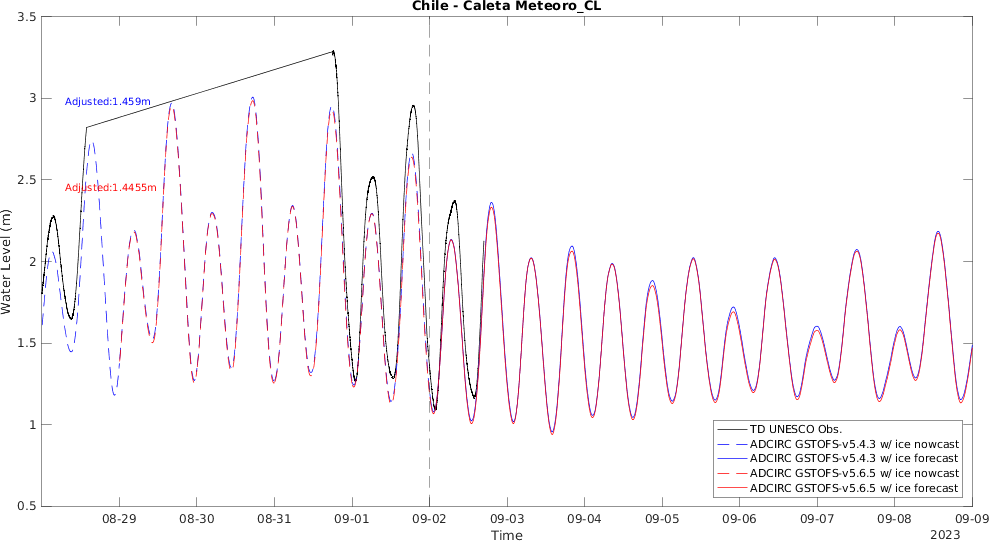 Chile - Caleta Meteoro_CL
3.5
3
2.5
2
1.5
1
0.5
Water Level (m)
Adjusted:1.459m
Adjusted:1.4455m
TD UNESCO Obs.
ADCIRC GSTOFS-v5.4.3 w/ ice nowcast
ADCIRC GSTOFS-v5.4.3 w/ ice forecast
ADCIRC GSTOFS-v5.6.5 w/ ice nowcast
ADCIRC GSTOFS-v5.6.5 w/ ice forecast
08-29 08-30 08-31 09-01 09-02 09-03 09-04 09-05 09-06 09-07 09-08 09-09
Time
2023